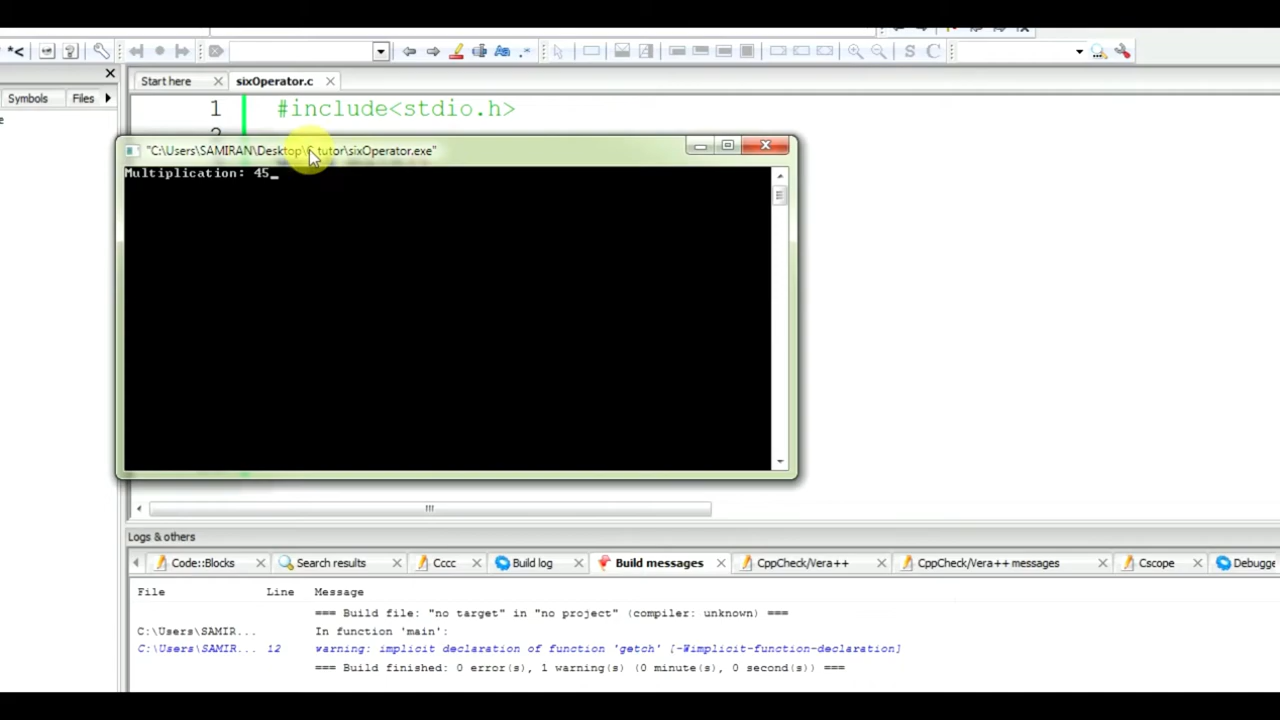 Start here
sixOperator.c
Symbols
Files
1 #include<stdio.h>
2
"C:\Users\SAMIRAN\Desktop\C tutor\sixOperator.exe"
Multiplication: 45_
Logs & others
Code::Blocks
Search results
Cccc
Build log
Build messages
CppCheck/Vera++
CppCheck/Vera++ messages
Cscope
Debugge
File Line Message
=== Build file: "no target" in "no project" (compiler: unknown) ===
C:\Users\SAMIR... In function 'main':
C:\Users\SAMIR... 12 warning: implicit declaration of function 'getch' [-Wimplicit-function-declaration]
=== Build finished: 0 error(s), 1 warning(s) (0 minute(s), 0 second(s)) ===